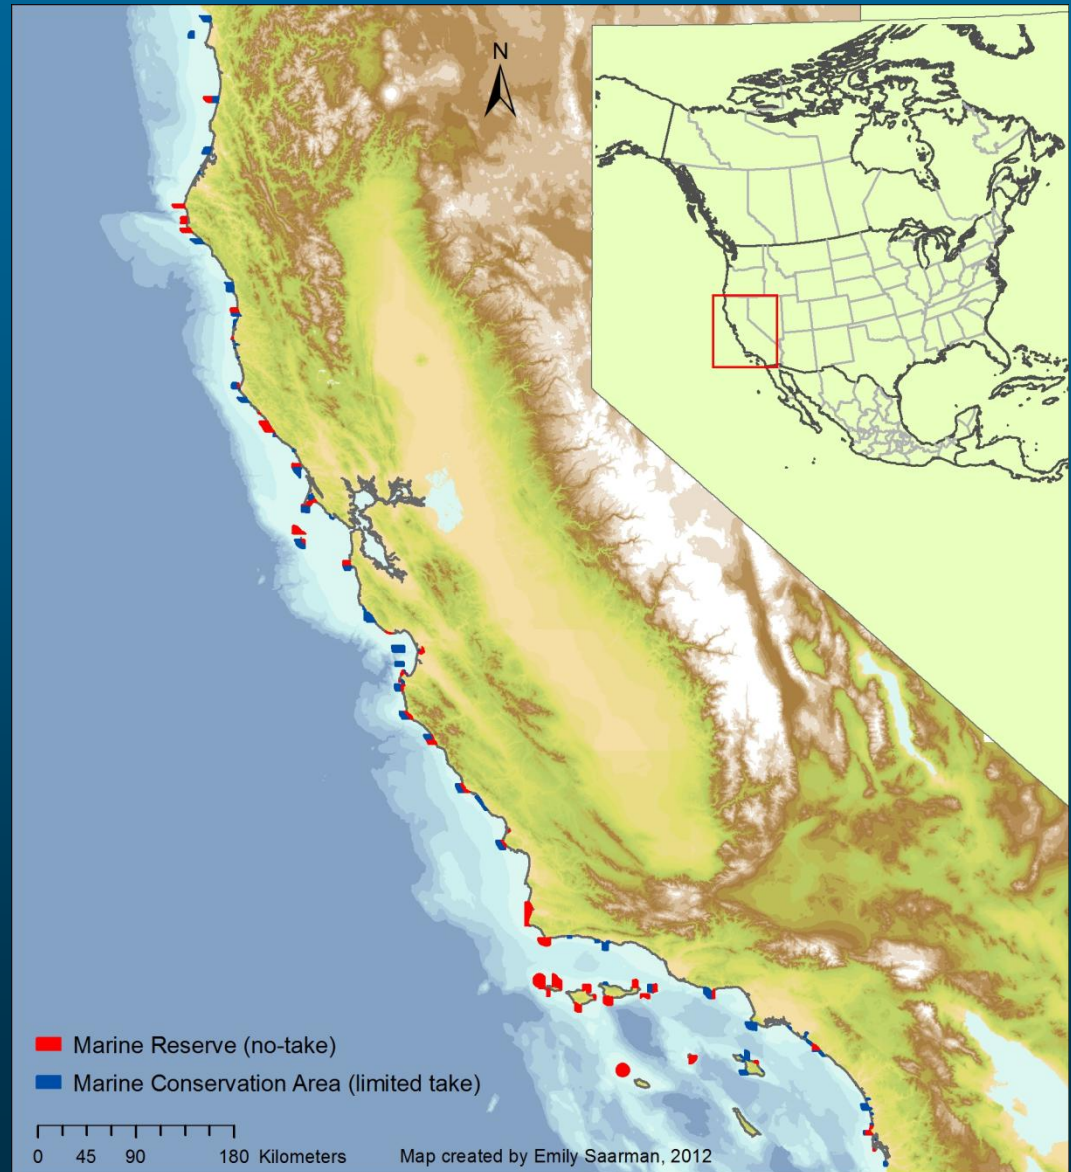 N
Marine Reserve (no-take)
Marine Conservation Area (limited take)
0 45 90 180 Kilometers
Map created by Emily Saarman, 2012